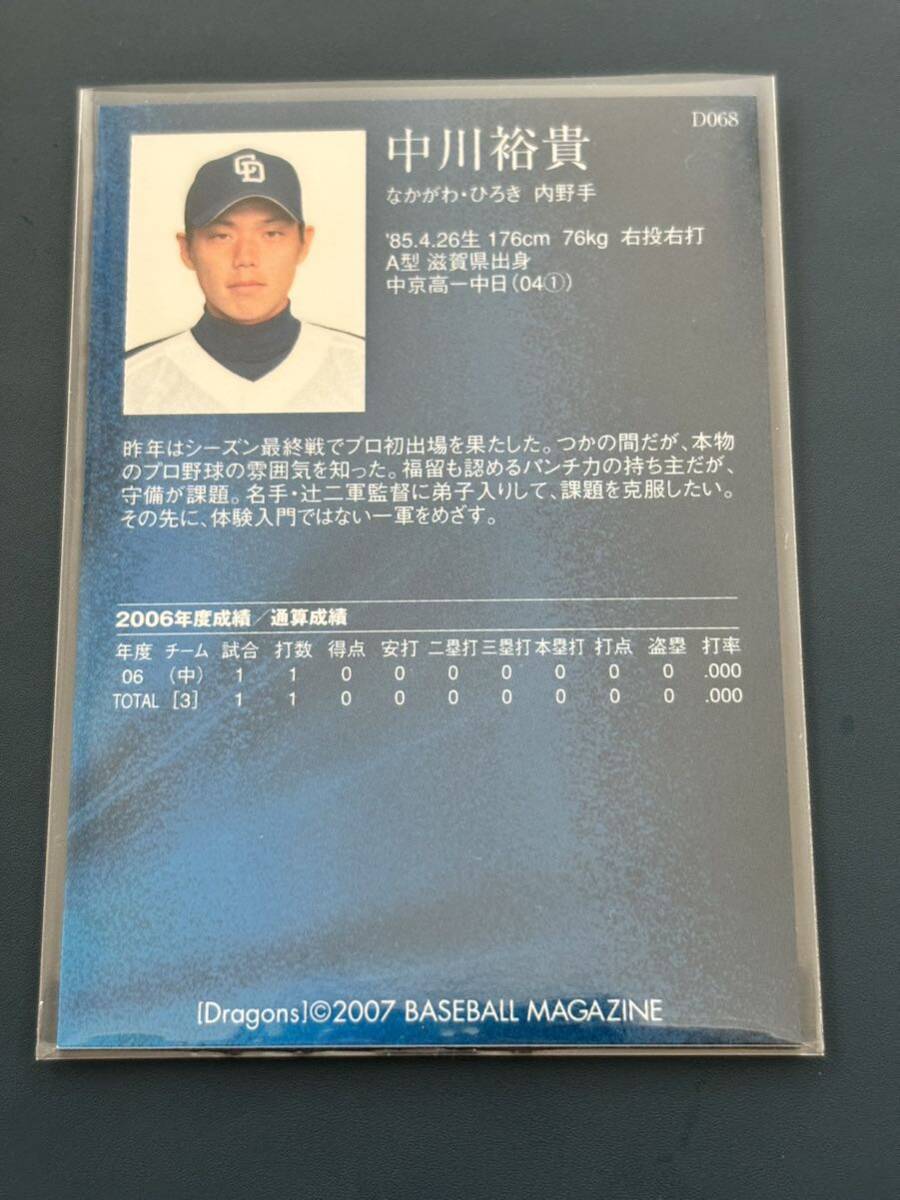 D068
中川裕貴
なかがわ・ひろき 内野手
'85.4.26生 176cm 76kg 右投右打
A型 滋賀県出身
中京高ー中日(04①)
昨年はシーズン最終戦でプロ初出場を果たした。つかの間だが、本物
のプロ野球の雰囲気を知った。福留も認めるパンチ力の持ち主だが、
守備が課題。名手・辻二軍監督に弟子入りして、課題を克服したい。
その先に、体験入門ではない一軍をめざす。
2006年度成績/通算成績
年度 チーム 試合 打数 得点 安打 二塁打 三塁打 本塁打 打点 盗塁 打率
06 (中) 1 1 0 0 0 0 0 0 0 .000
TOTAL [3] 1 1 0 0 0 0 0 0 0 .000
[Dragons]©2007 BASEBALL MAGAZINE